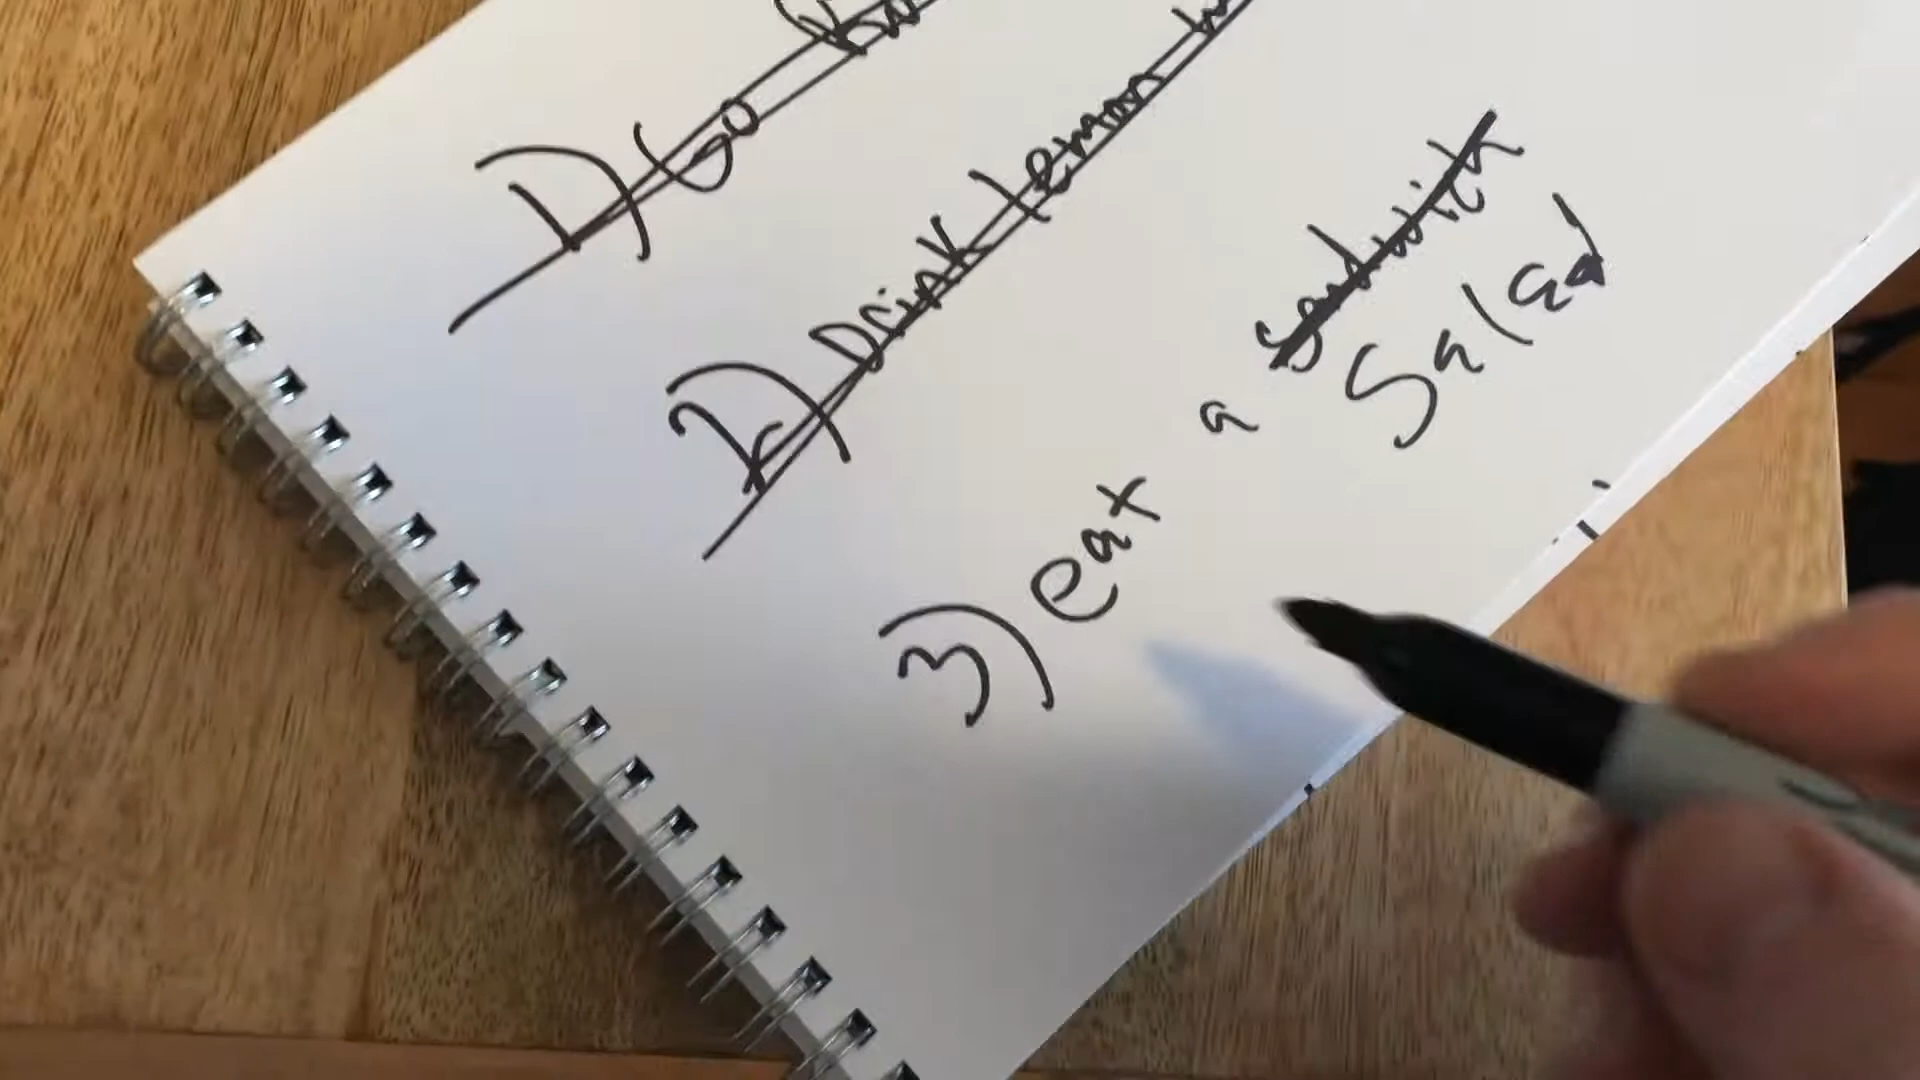 1) Go
2) Drink lemon
3) eat a sandwich
Salad